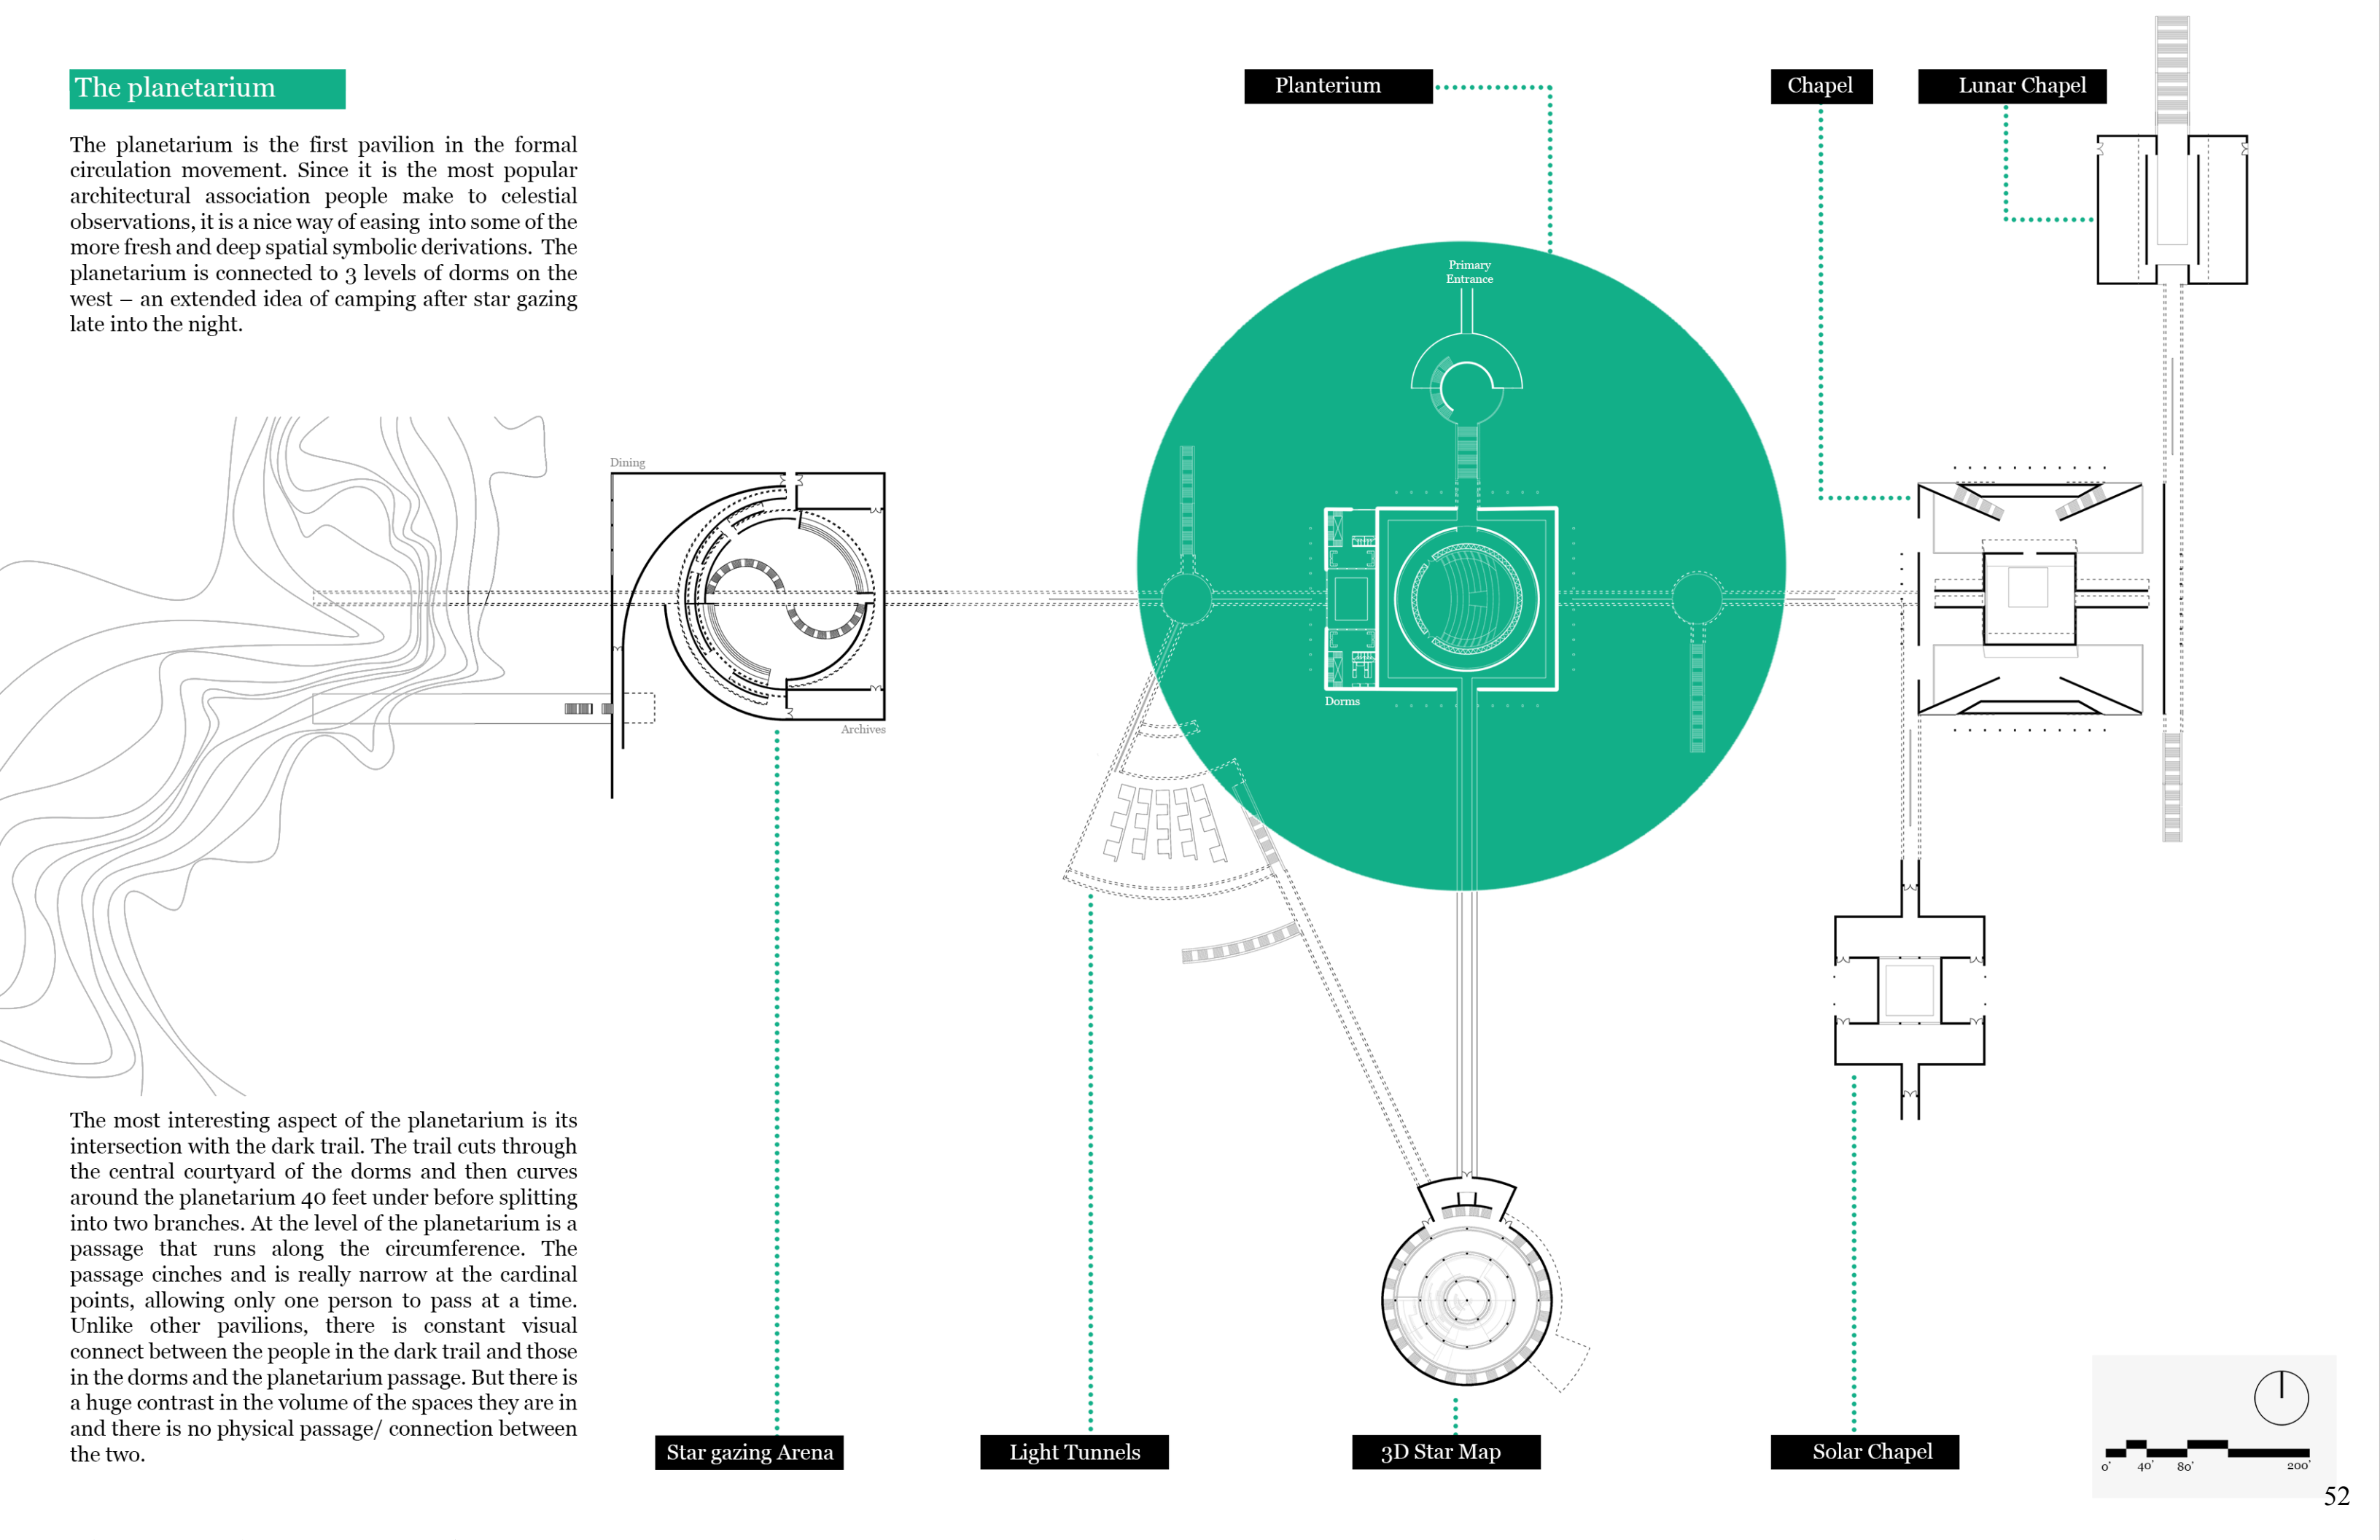 The planetarium
The planetarium is the first pavilion in the formal
circulation movement. Since it is the most popular
architectural association people make to celestial
observations, it is a nice way of easing into some of the
more fresh and deep spatial symbolic derivations. The
planetarium is connected to 3 levels of dorms on the
west – an extended idea of camping after star gazing
late into the night.
Planterium
Chapel
Lunar Chapel
Primary
Entrance
Dining
Dorms
Archives
The most interesting aspect of the planetarium is its
intersection with the dark trail. The trail cuts through
the central courtyard of the dorms and then curves
around the planetarium 40 feet under before splitting
into two branches. At the level of the planetarium is a
passage that runs along the circumference. The
passage cinches and is really narrow at the cardinal
points, allowing only one person to pass at a time.
Unlike other pavilions, there is constant visual
connect between the people in the dark trail and those
in the dorms and the planetarium passage. But there is
a huge contrast in the volume of the spaces they are in
and there is no physical passage/ connection between
the two.
Star gazing Arena
Light Tunnels
3D Star Map
Solar Chapel
0' 40' 80' 200'
52